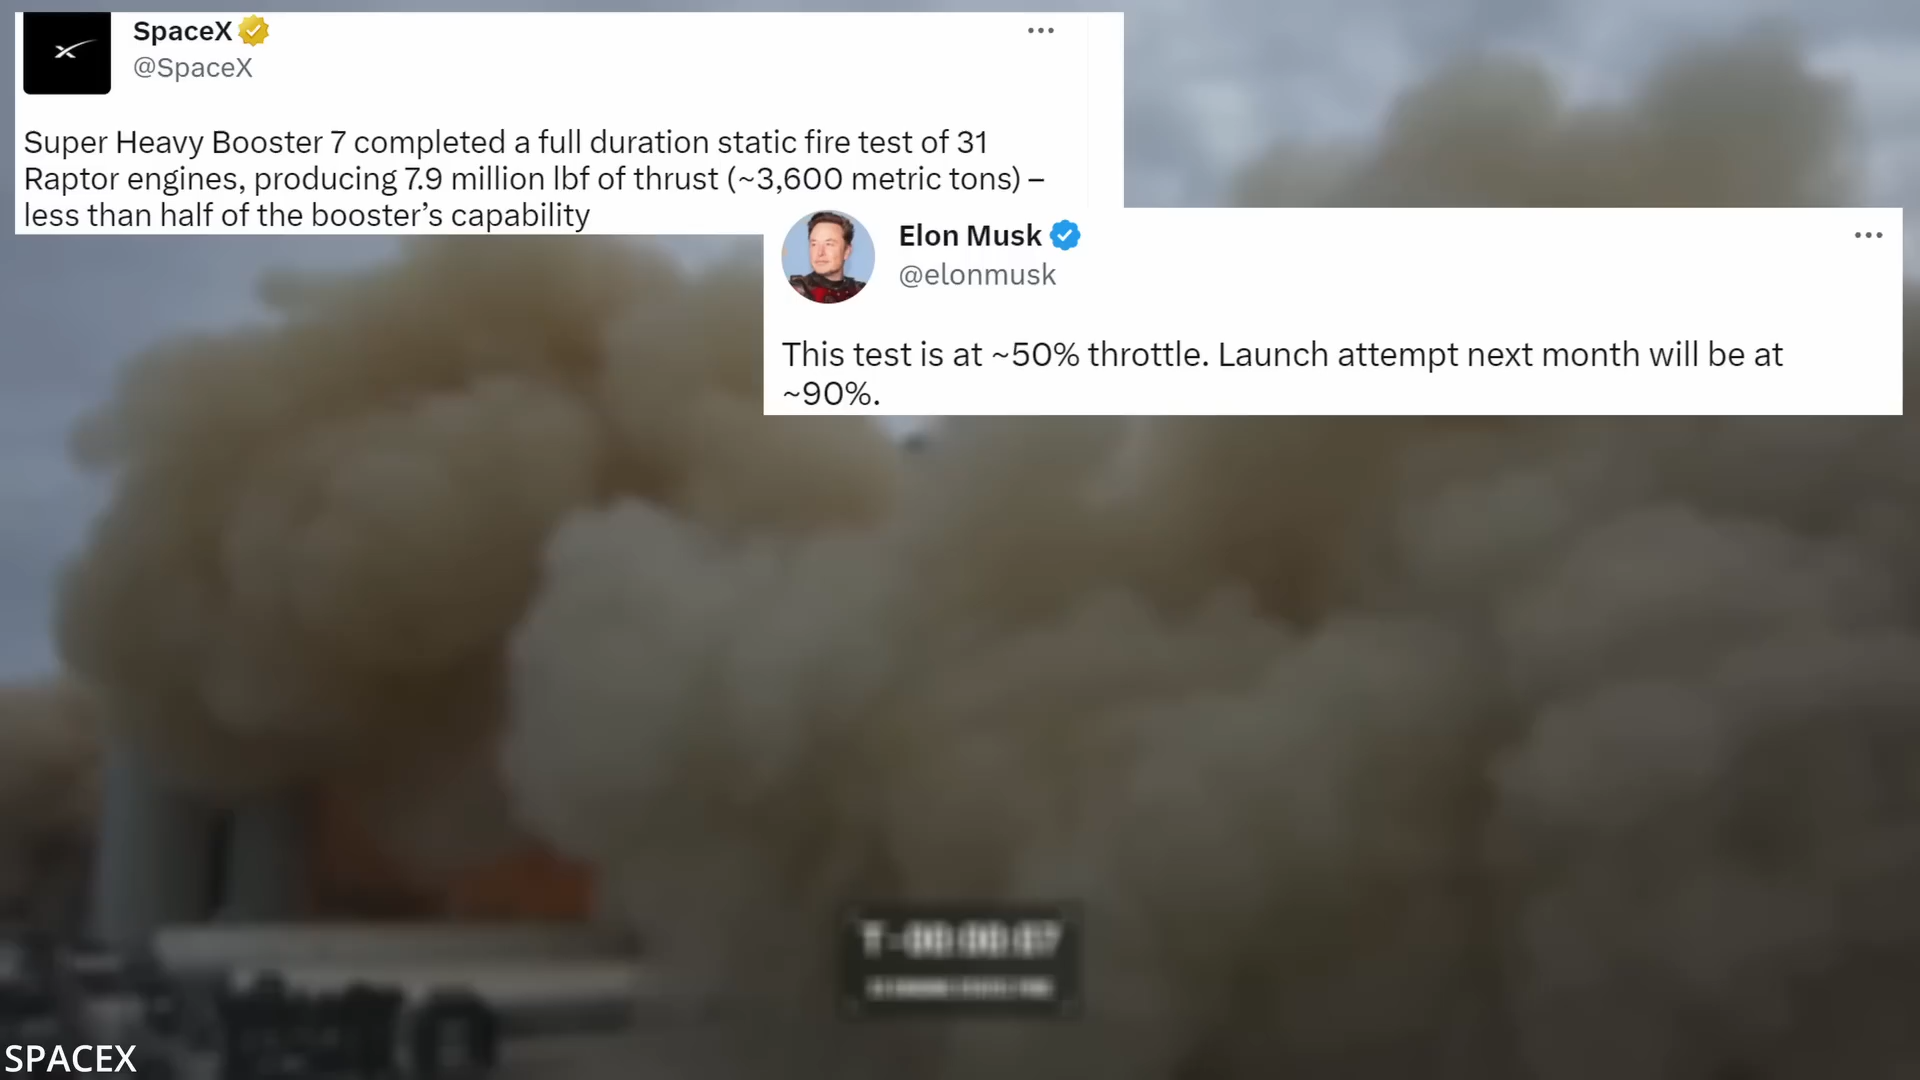 SpaceX
@SpaceX
Super Heavy Booster 7 completed a full duration static fire test of 31
Raptor engines, producing 7.9 million lbf of thrust (~3,600 metric tons) –
less than half of the booster’s capability
Elon Musk
@elonmusk
This test is at ~50% throttle. Launch attempt next month will be at
~90%.
SPACEX